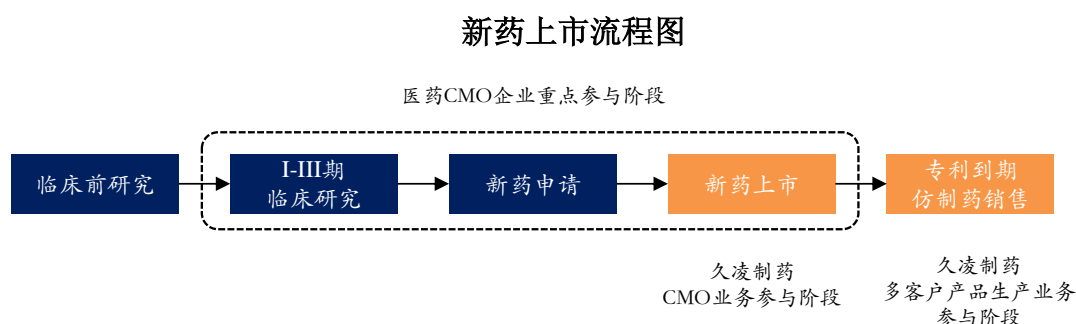 新药上市流程图
医药CMO企业重点参与阶段
临床前研究
I-III期
临床研究
新药申请
新药上市
专利到期
仿制药销售
久凌制药
CMO业务参与阶段
久凌制药
多客户产品生产业务
参与阶段